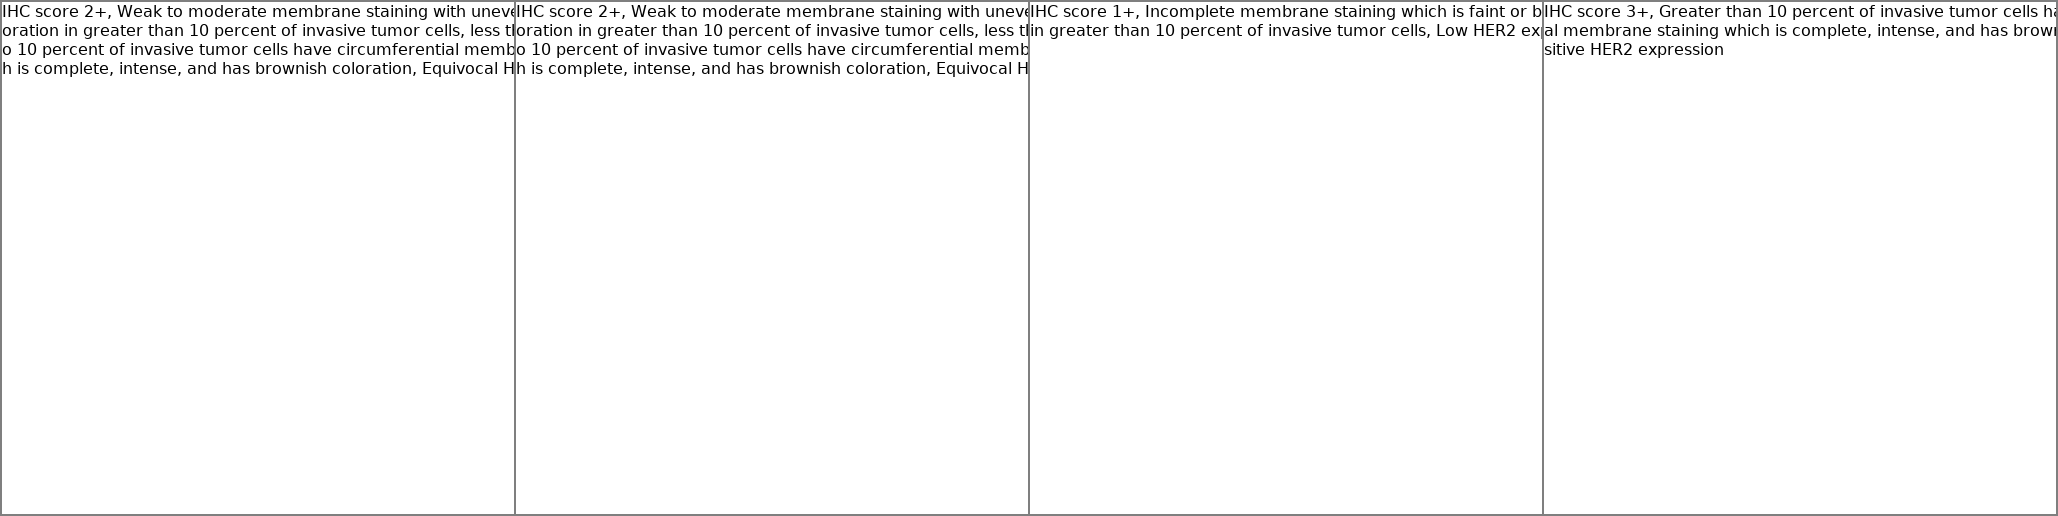 IHC score 2+, Weak to moderate membrane staining with uneve
oration in greater than 10 percent of invasive tumor cells, less t
o 10 percent of invasive tumor cells have circumferential memb
h is complete, intense, and has brownish coloration, Equivocal H
IHC score 2+, Weak to moderate membrane staining with uneve
oration in greater than 10 percent of invasive tumor cells, less t
o 10 percent of invasive tumor cells have circumferential memb
h is complete, intense, and has brownish coloration, Equivocal H
IHC score 1+, Incomplete membrane staining which is faint or b
in greater than 10 percent of invasive tumor cells, Low HER2 ex
IHC score 3+, Greater than 10 percent of invasive tumor cells ha
al membrane staining which is complete, intense, and has brow
sitive HER2 expression